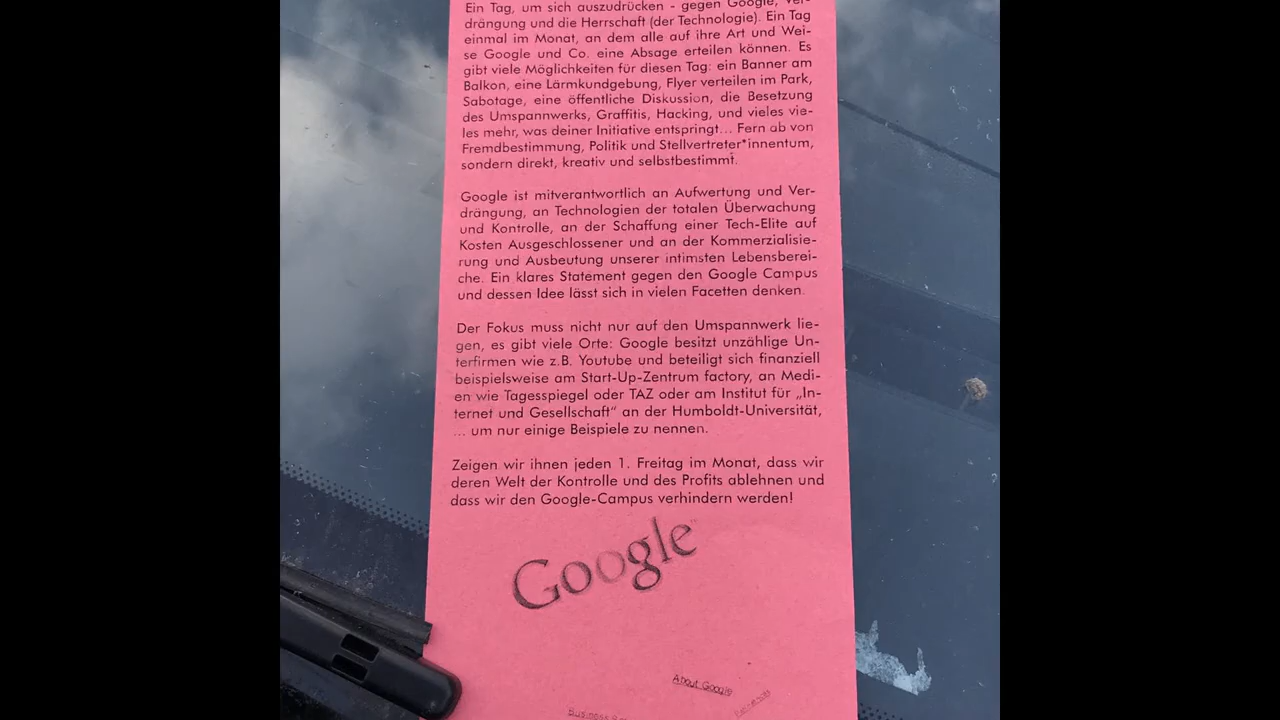 Ein Tag, um sich auszudrücken - gegen Google, Ver-
drängung und die Herrschaft (der Technologie). Ein Tag
einmal im Monat, an dem alle auf ihre Art und Wei-
se Google und Co. eine Absage erteilen können. Es
gibt viele Möglichkeiten für diesen Tag: ein Banner am
Balkon, eine Lärmkundgebung, Flyer verteilen im Park,
Sabotage, eine öffentliche Diskussion, die Besetzung
des Umspannwerks, Graffitis, Hacking, und vieles vie-
les mehr, was deiner Initiative entspringt... Fern ab von
Fremdbestimmung, Politik und Stellvertreter*innentum,
sondern direkt, kreativ und selbstbestimmt.
Google ist mitverantwortlich an Aufwertung und Ver-
drängung, an Technologien der totalen Überwachung
und Kontrolle, an der Schaffung einer Tech-Elite auf
Kosten Ausgeschlossener und an der Kommerzialisie-
rung und Ausbeutung unserer intimsten Lebensberei-
che. Ein klares Statement gegen den Google Campus
und dessen Idee lässt sich in vielen Facetten denken.
Der Fokus muss nicht nur auf den Umspannwerk lie-
gen, es gibt viele Orte: Google besitzt unzählige Un-
terfirmen wie z.B. Youtube und beteiligt sich finanziell
beispielsweise am Start-Up-Zentrum factory, an Medi-
en wie Tagesspiegel oder TAZ oder am Institut für „In-
ternet und Gesellschaft“ an der Humboldt-Universität,
... um nur einige Beispiele zu nennen.
Zeigen wir ihnen jeden 1. Freitag im Monat, dass wir
deren Welt der Kontrolle und des Profits ablehnen und
dass wir den Google-Campus verhindern werden!
Google
About Google
Business